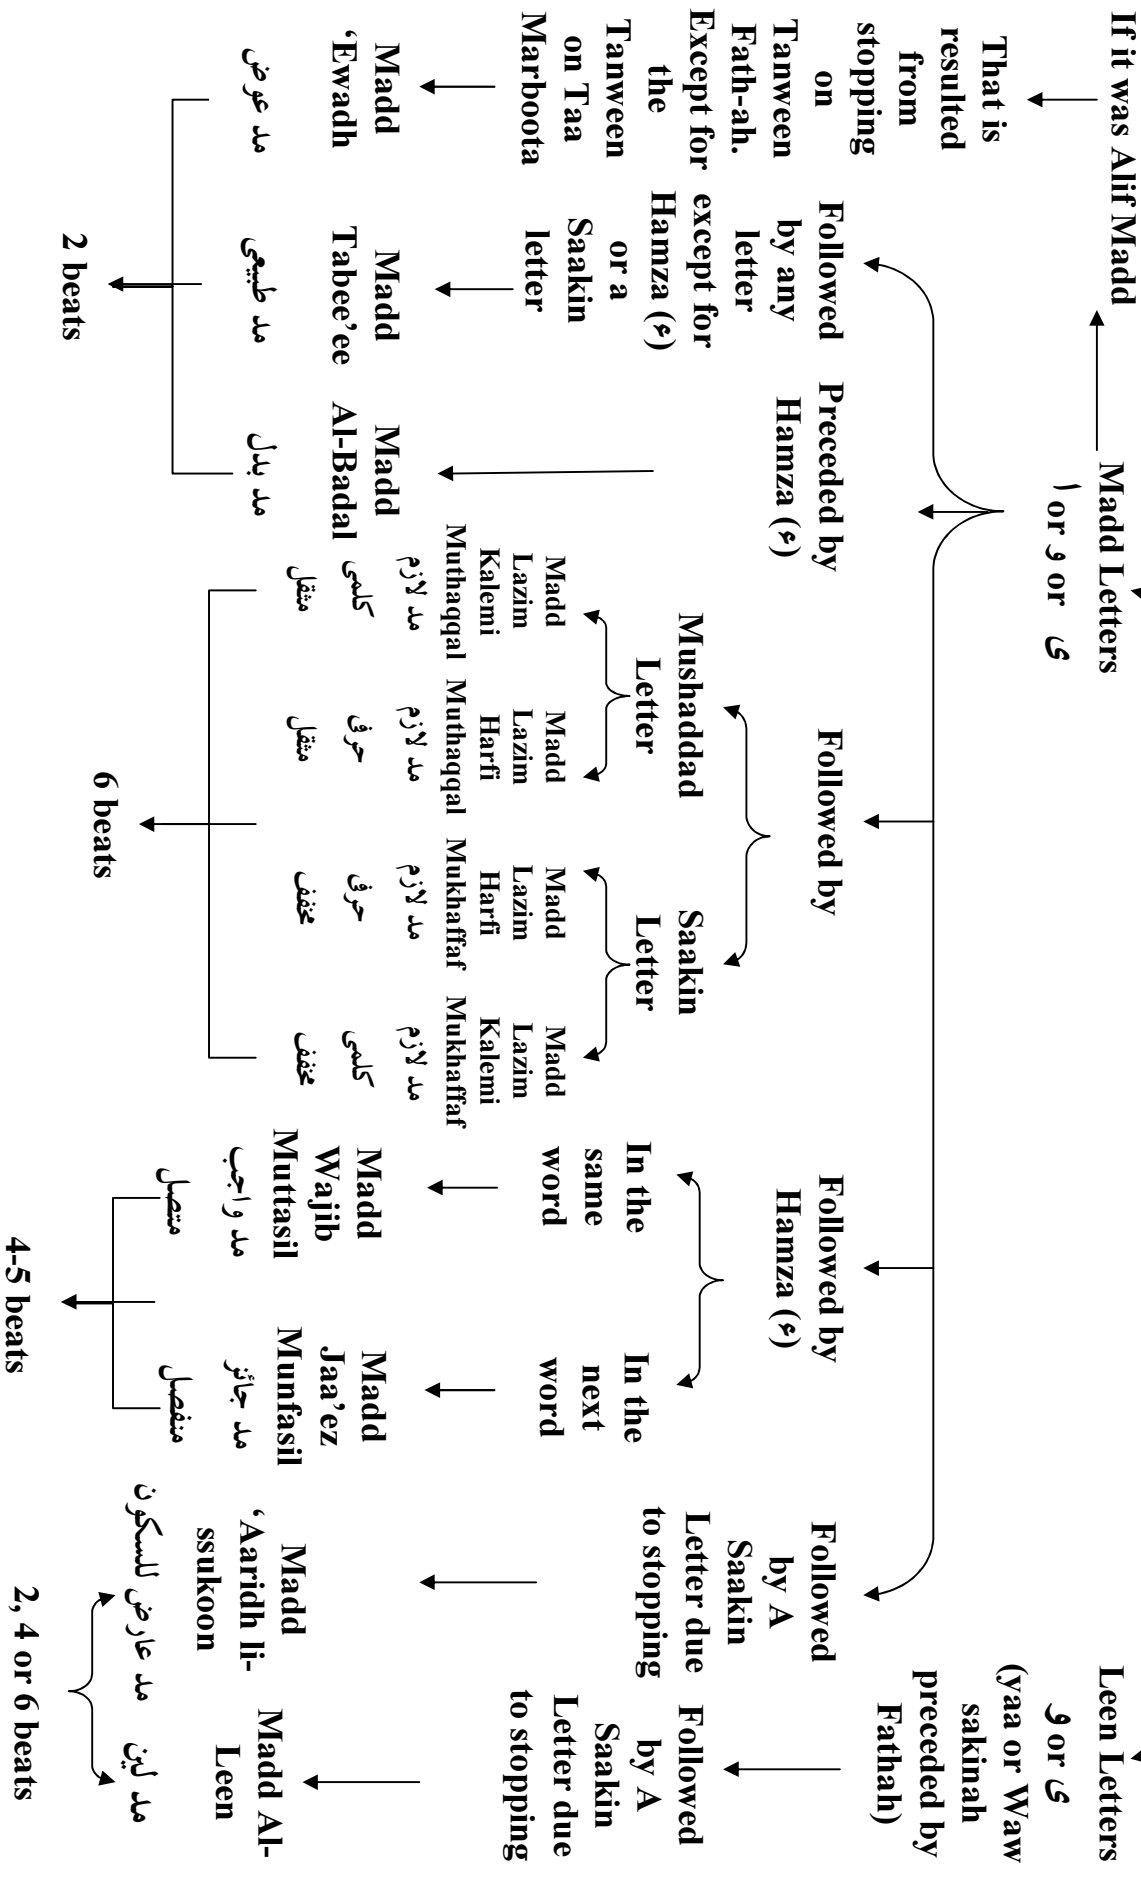 If it was Alif Madd
Madd Letters
ا or و or ى
Leen Letters
ى or و
(yaa or Waw
sakinah
preceded by
Fathah)
That is
resulted
from
stopping
on
Tanween
Fath-ah.
Except for
the
Tanween
on Taa
Marboota
Followed
by any
letter
except for
Hamza (ء)
or a
Saakin
letter
Preceded by
Hamza (ء)
Followed by
Followed by
Hamza (ء)
Followed
by A
Saakin
Letter due
to stopping
Followed
by A
Saakin
Letter due
to stopping
Mushaddad
Letter
Saakin
Letter
In the
same
word
In the
next
word
Madd
‘Ewadh
مد عوض
Madd
Tabee’ee
مد طبيعى
Madd
Al-Badal
مد بدل
Madd
Lazim
Kalemi
Muthaqqal
مد لازم
كلمى
مثقل
Madd
Lazim
Harfi
Muthaqqal
مد لازم
حرفى
مثقل
Madd
Lazim
Harfi
Mukhaffaf
مد لازم
حرفى
مخفف
Madd
Lazim
Kalemi
Mukhaffaf
مد لازم
كلمى
مخفف
Madd
Wajib
Muttasil
مد واجب
متصل
Madd
Jaa’ez
Munfasil
مد جائز
منفصل
Madd
‘Aaridh li-
ssukoon
مد عارض للسكون
Madd Al-
Leen
مد لين
2 beats
6 beats
4-5 beats
2, 4 or 6 beats